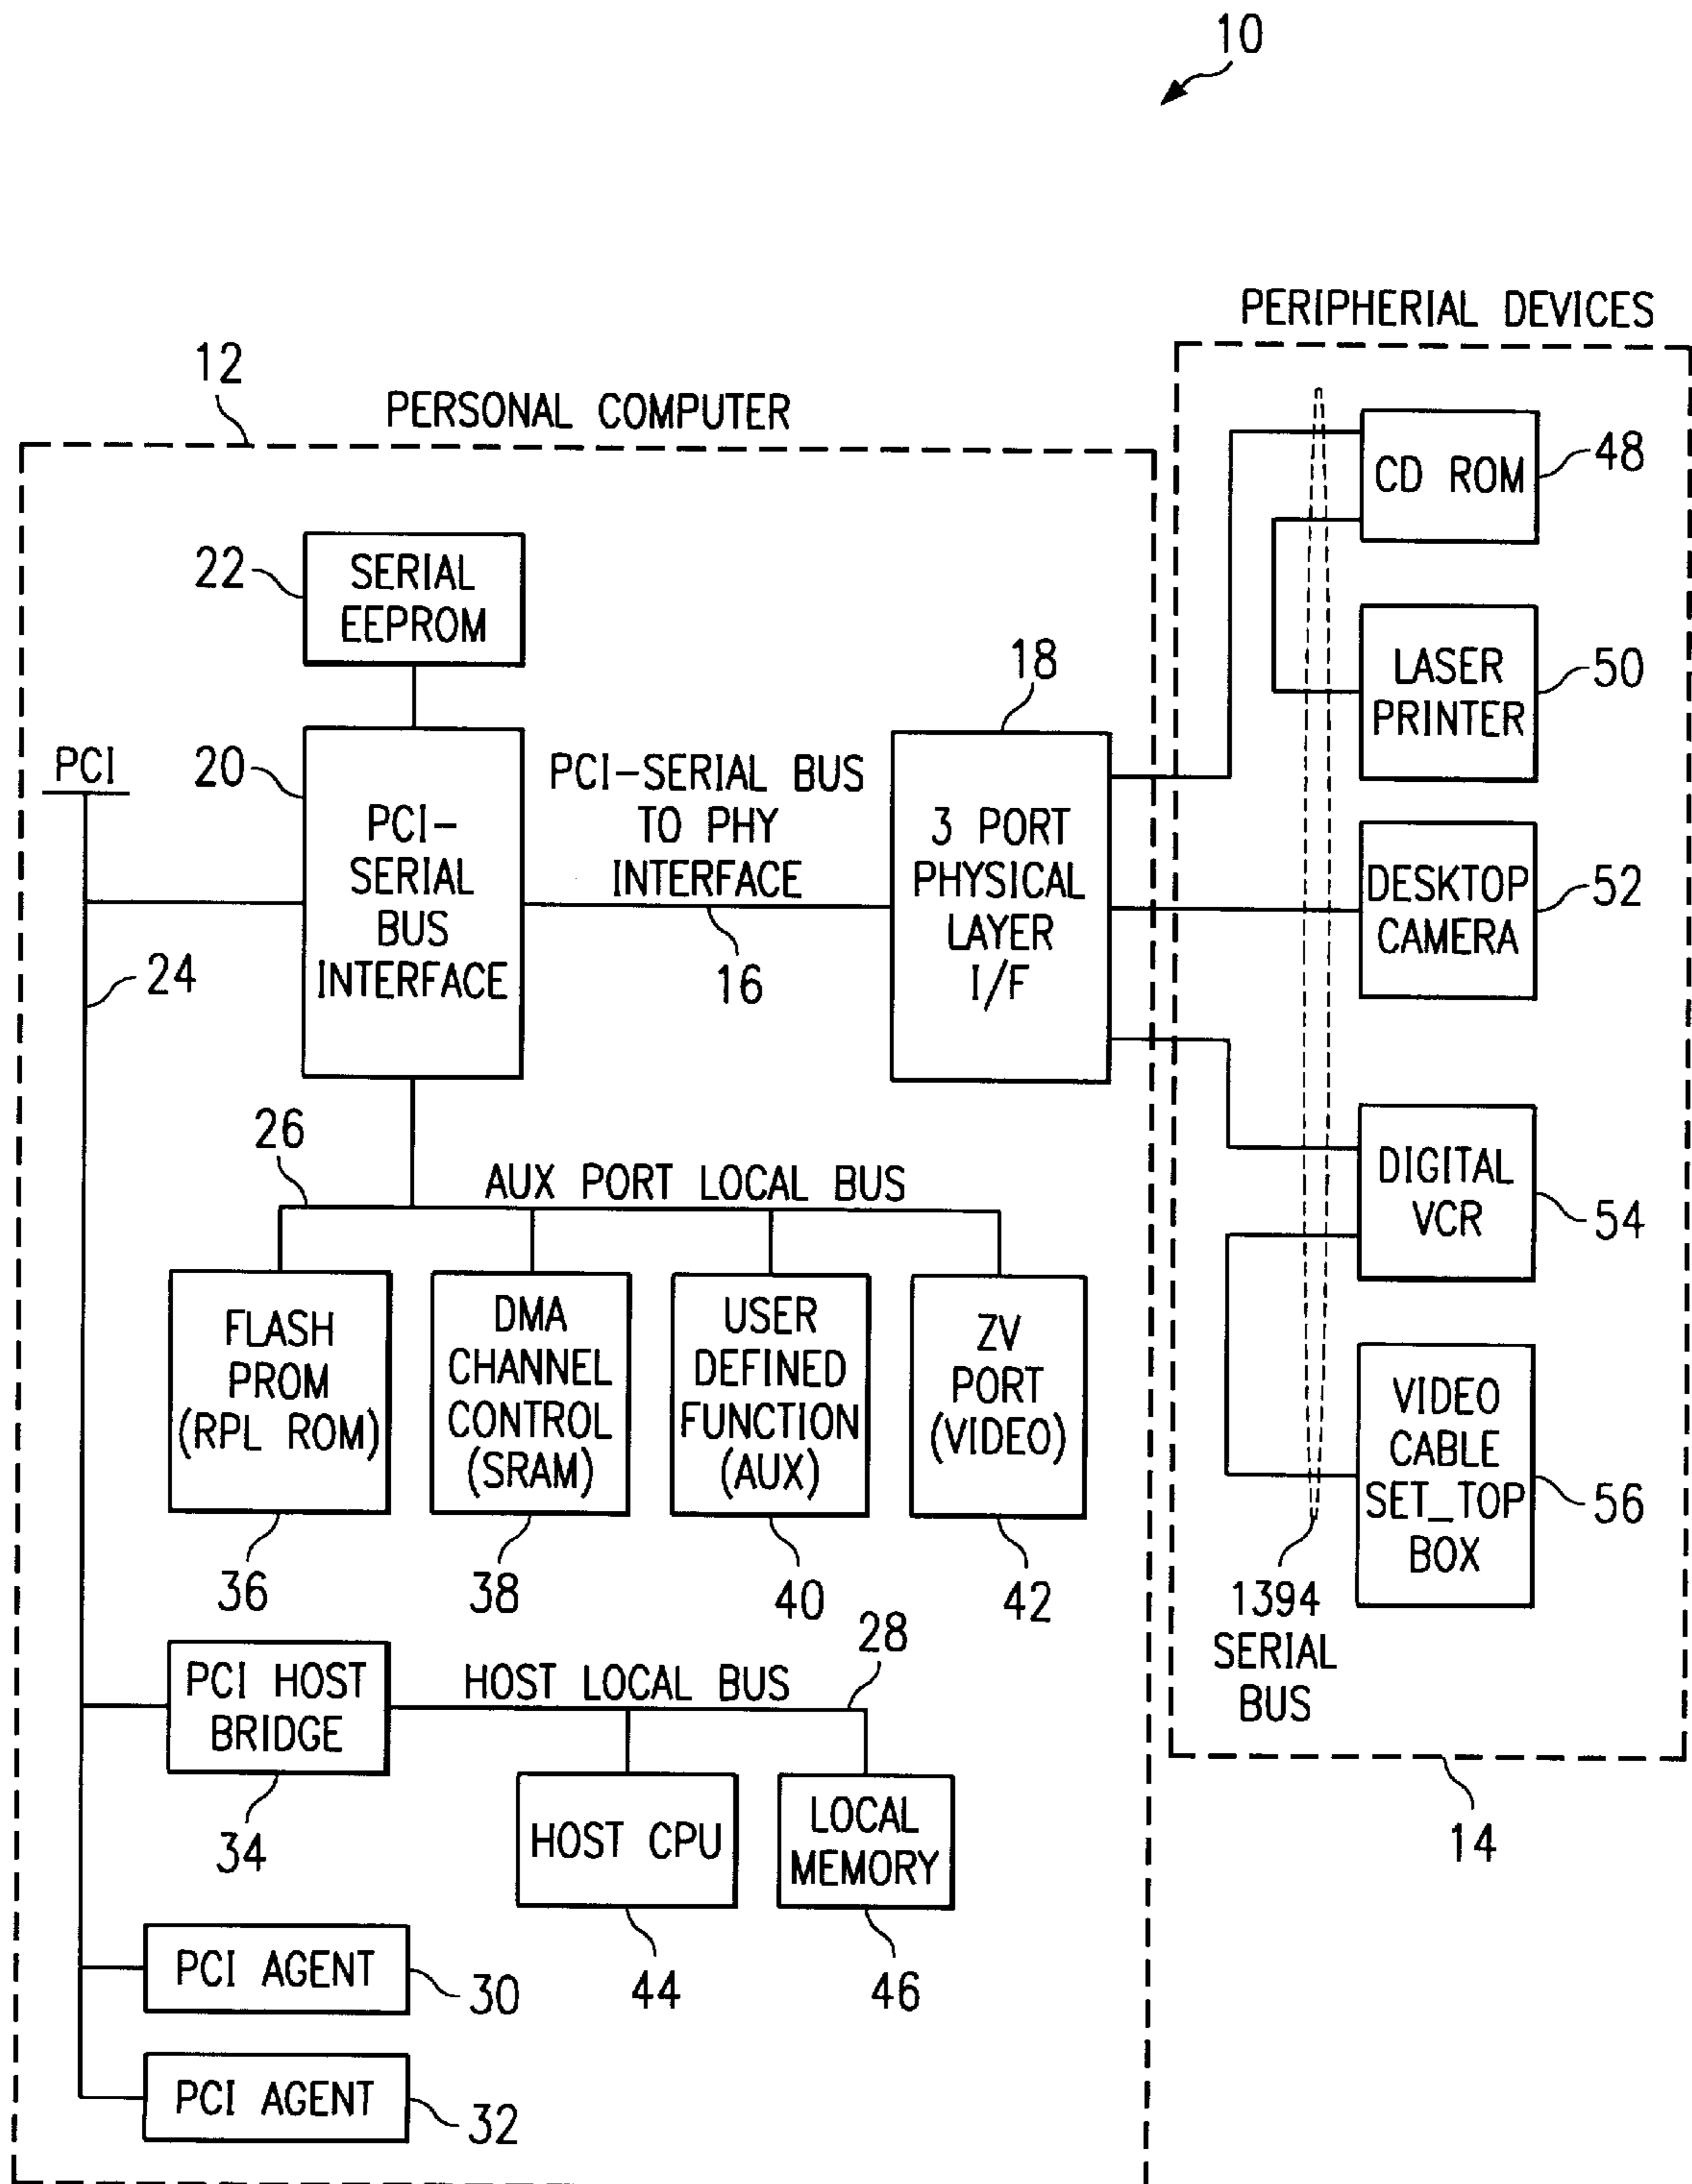 10
PERIPHERIAL DEVICES
12
PERSONAL COMPUTER
CD ROM
48
22
SERIAL
EEPROM
18
LASER
PRINTER
50
PCI
20
PCI-
SERIAL
BUS
INTERFACE
PCI-SERIAL BUS
TO PHY
INTERFACE
16
3 PORT
PHYSICAL
LAYER
I/F
DESKTOP
CAMERA
52
24
26
AUX PORT LOCAL BUS
DIGITAL
VCR
54
FLASH
PROM
(RPL ROM)
36
DMA
CHANNEL
CONTROL
(SRAM)
38
USER
DEFINED
FUNCTION
(AUX)
40
ZV
PORT
(VIDEO)
42
VIDEO
CABLE
SET_TOP
BOX
56
1394
SERIAL
BUS
28
PCI HOST
BRIDGE
34
HOST LOCAL BUS
HOST CPU
44
LOCAL
MEMORY
46
14
PCI AGENT
30
PCI AGENT
32